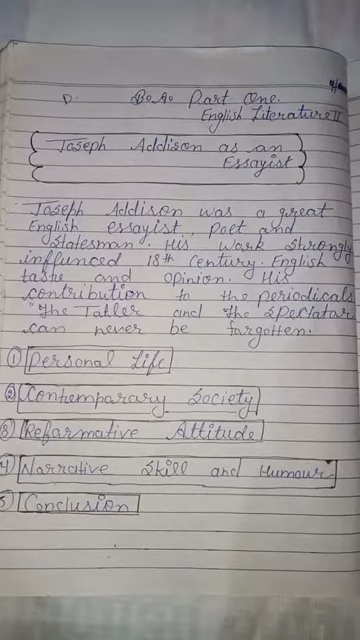 B.A. Part One.
English Literature II
Joseph Addison as an
Essayist
Joseph Addison was a great
English essayist, Poet and
Statesman. His work strongly
inffunced 18th century. English
taste and opinion. His
contribution to the periodicals
"The Tatler and The Spectator
can never be forgotten.
① Personal Life
② Contemparary Society
③ Reformative Attitude
4) Narrative Skill and Humour
5) Conclusion